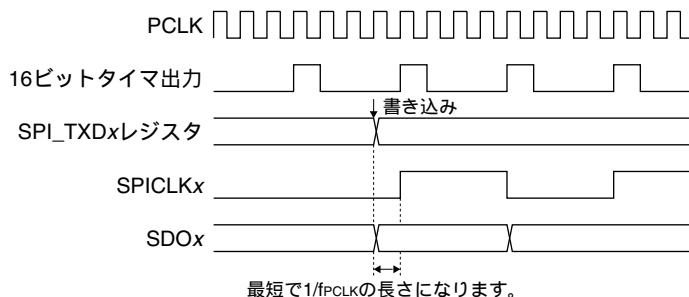 PCLK
16ビットタイマ出力
書き込み
SPI_TXDxレジスタ
SPICLKx
SDOx
最短で1/fPCLKの長さになります。